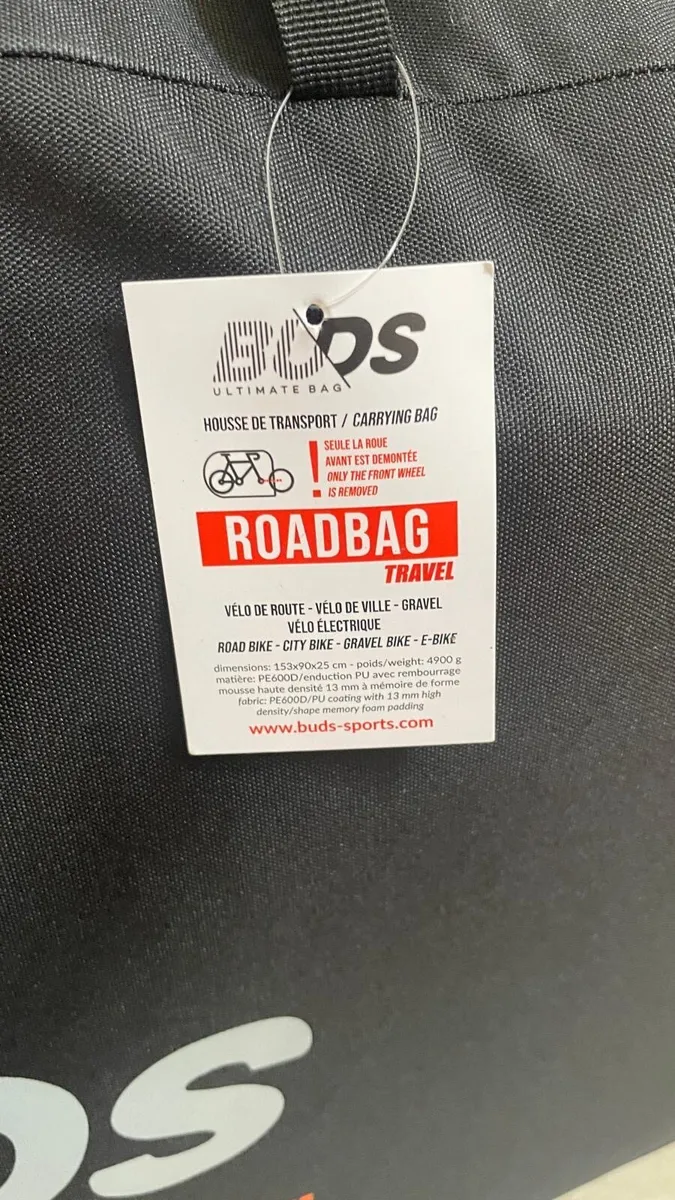 BUDS
ULTIMATE BAG
HOUSSE DE TRANSPORT / CARRYING BAG
! SEULE LA ROUE
AVANT EST DEMONTÉE
ONLY THE FRONT WHEEL
IS REMOVED
ROADBAG
TRAVEL
VÉLO DE ROUTE - VÉLO DE VILLE - GRAVEL
VÉLO ÉLECTRIQUE
ROAD BIKE - CITY BIKE - GRAVEL BIKE - E-BIKE
dimensions: 153x90x25 cm - poids/weight: 4900 g
matière: PE600D/enduction PU avec rembourrage
mousse haute densité 13 mm à mémoire de forme
fabric: PE600D/PU coating with 13 mm high
density/shape memory foam padding
www.buds-sports.com
DS